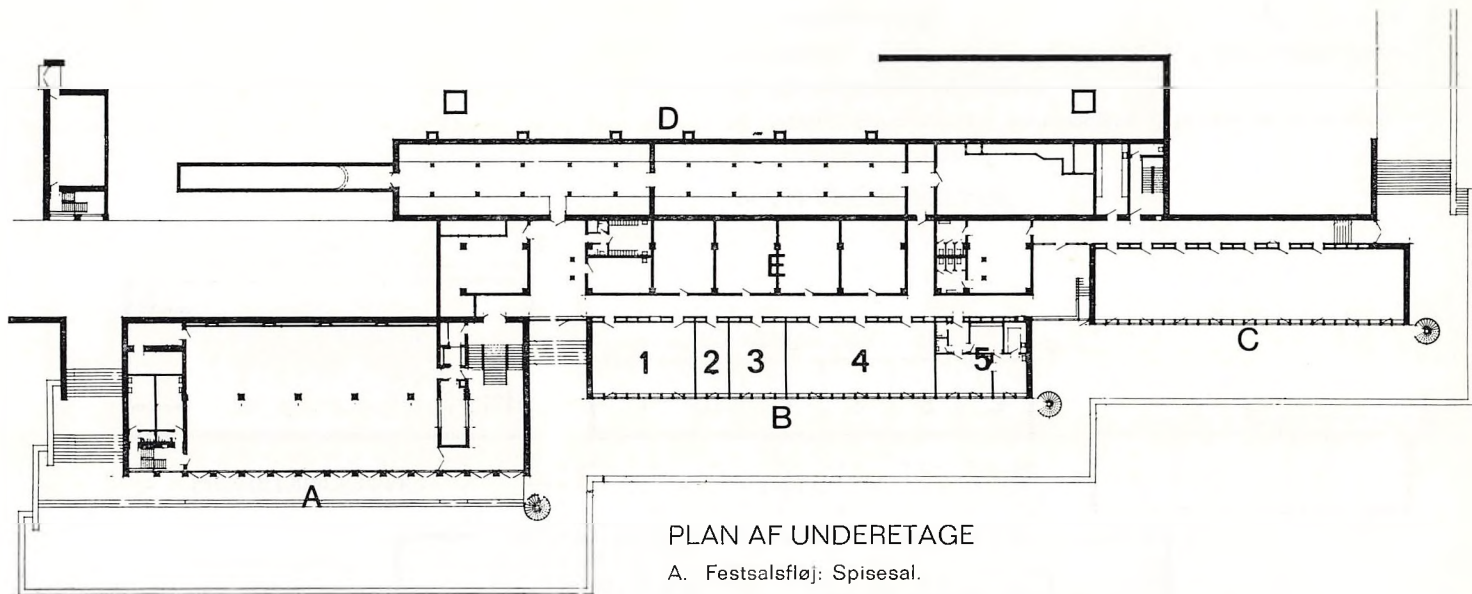 D
E
1 2 3 4 5
C
B
A
PLAN AF UNDERETAGE
A. Festsalsfløj: Spisesal.